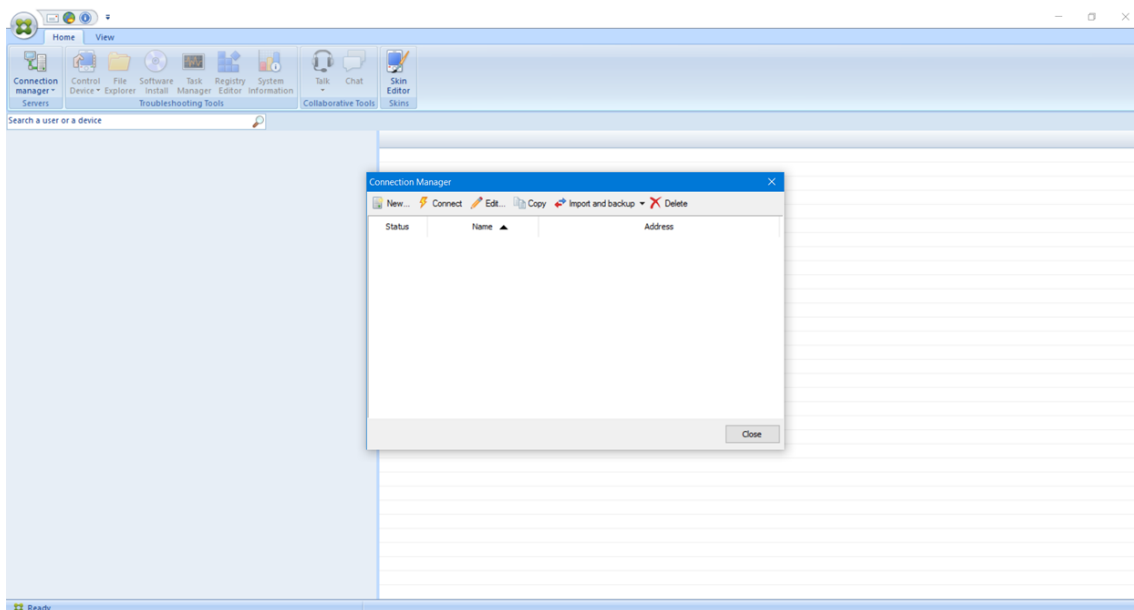 Home View
Connection manager
Control Device
File Explorer
Software Install
Task Manager
Registry Editor
System Information
Talk
Chat
Skin Editor
Servers
Troubleshooting Tools
Collaborative Tools
Skins
Search a user or a device
Connection Manager
New... Connect Edit... Copy Import and backup Delete
Status Name Address
Close
Ready